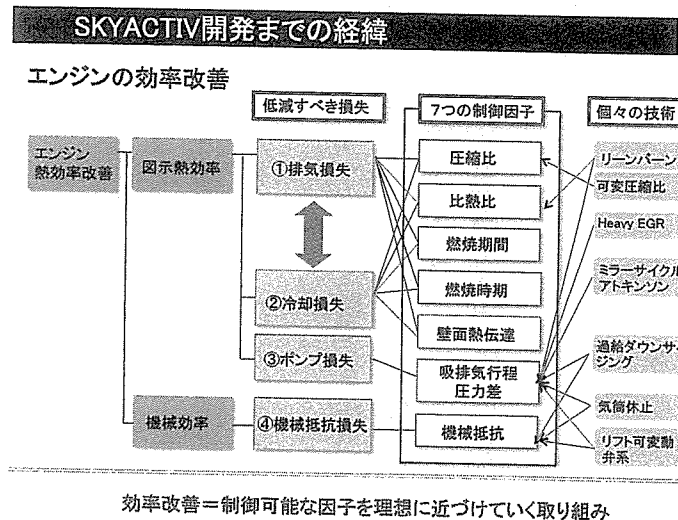 SKYACTIV開発までの経緯
エンジンの効率改善
低減すべき損失
7つの制御因子
個々の技術
エンジン
熱効率改善
図示熱効率
①排気損失
②冷却損失
③ポンプ損失
機械効率
④機械抵抗損失
圧縮比
比熱比
燃焼期間
燃焼時期
壁面熱伝達
吸排気行程
圧力差
機械抵抗
リーンバーン
可変圧縮比
Heavy EGR
ミラーサイクル
アトキンソン
過給ダウンサイ
ジング
気筒休止
リフト可変動
弁系
効率改善＝制御可能な因子を理想に近づけていく取り組み